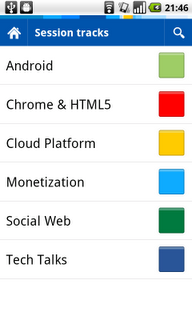 21:46
Session tracks
Android
Chrome & HTML5
Cloud Platform
Monetization
Social Web
Tech Talks